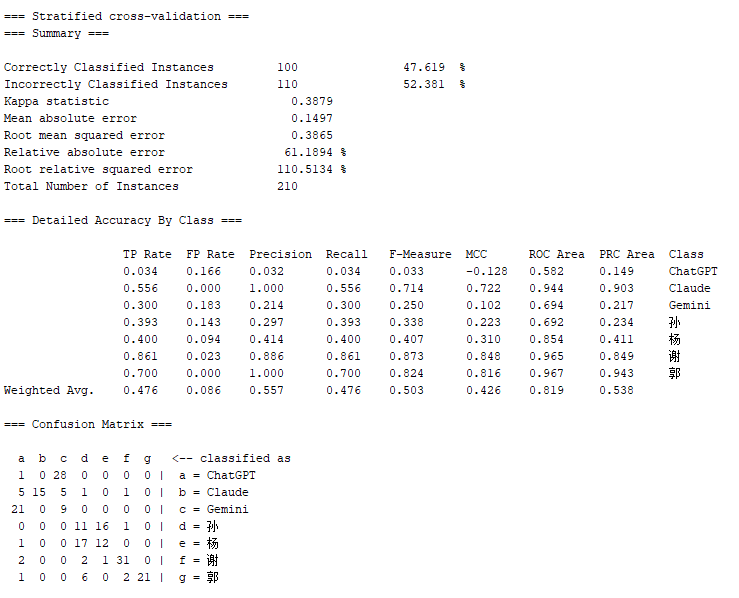 === Stratified cross-validation ===
=== Summary ===
Correctly Classified Instances 100 47.619 %
Incorrectly Classified Instances 110 52.381 %
Kappa statistic 0.3879
Mean absolute error 0.1497
Root mean squared error 0.3865
Relative absolute error 61.1894 %
Root relative squared error 110.5134 %
Total Number of Instances 210
=== Detailed Accuracy By Class ===
TP Rate FP Rate Precision Recall F-Measure MCC ROC Area PRC Area Class
0.034 0.166 0.032 0.034 0.033 -0.128 0.582 0.149 ChatGPT
0.556 0.000 1.000 0.556 0.714 0.722 0.944 0.903 Claude
0.300 0.183 0.214 0.300 0.250 0.102 0.694 0.217 Gemini
0.393 0.143 0.297 0.393 0.338 0.223 0.692 0.234 孙
0.400 0.094 0.414 0.400 0.407 0.310 0.854 0.411 杨
0.861 0.023 0.886 0.861 0.873 0.848 0.965 0.849 谢
0.700 0.000 1.000 0.700 0.824 0.816 0.967 0.943 郭
Weighted Avg. 0.476 0.086 0.557 0.476 0.503 0.426 0.819 0.538
=== Confusion Matrix ===
a b c d e f g <-- classified as
1 0 28 0 0 0 0 | a = ChatGPT
5 15 5 1 0 1 0 | b = Claude
21 0 9 0 0 0 0 | c = Gemini
0 0 0 11 16 1 0 | d = 孙
1 0 0 17 12 0 0 | e = 杨
2 0 0 2 1 31 0 | f = 谢
1 0 0 6 0 2 21 | g = 郭